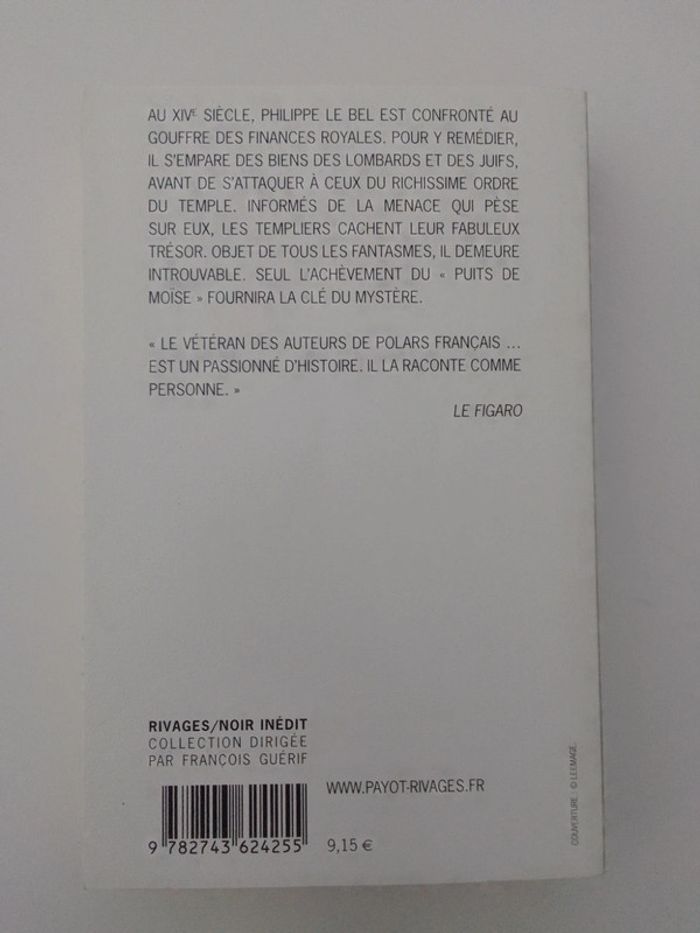 AU XIVE SIÈCLE, PHILIPPE LE BEL EST CONFRONTÉ AU
GOUFFRE DES FINANCES ROYALES. POUR Y REMÉDIER,
IL S'EMPARE DES BIENS DES LOMBARDS ET DES JUIFS,
AVANT DE S'ATTAQUER À CEUX DU RICHISSIME ORDRE
DU TEMPLE. INFORMÉS DE LA MENACE QUI PÈSE
SUR EUX, LES TEMPLIERS CACHENT LEUR FABULEUX
TRÉSOR. OBJET DE TOUS LES FANTASMES, IL DEMEURE
INTROUVABLE. SEUL L'ACHÈVEMENT DU « PUITS DE
MOÏSE » FOURNIRA LA CLÉ DU MYSTÈRE.
« LE VÉTÉRAN DES AUTEURS DE POLARS FRANÇAIS ...
EST UN PASSIONNÉ D'HISTOIRE. IL LA RACONTE COMME
PERSONNE. »
LE FIGARO
RIVAGES/NOIR INÉDIT
COLLECTION DIRIGÉE
PAR FRANÇOIS GUÉRIF
WWW.PAYOT-RIVAGES.FR
9 782743 624255
9,15 €
COUVERTURE : © LEEMAGE.